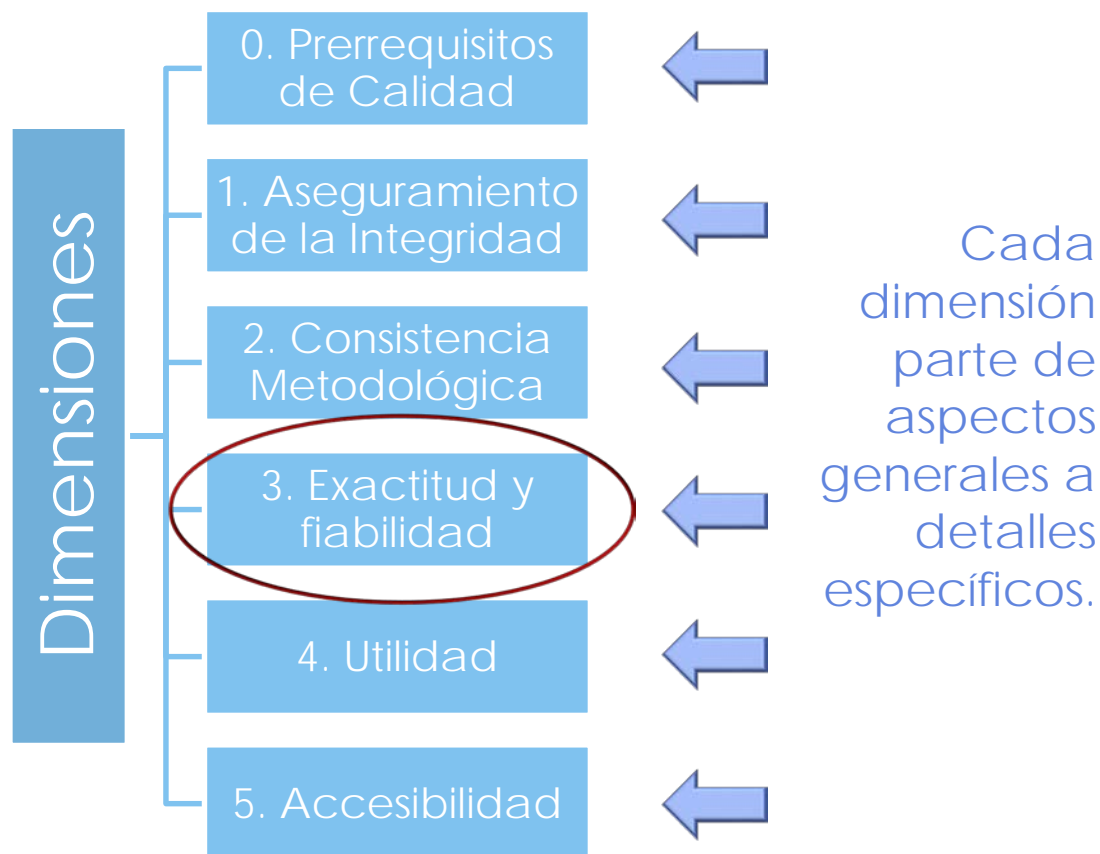 Dimensiones
0. Prerrequisitos
de Calidad
1. Aseguramiento
de la Integridad
2. Consistencia
Metodológica
3. Exactitud y
fiabilidad
4. Utilidad
5. Accesibilidad
Cada
dimensión
parte de
aspectos
generales a
detalles
específicos.